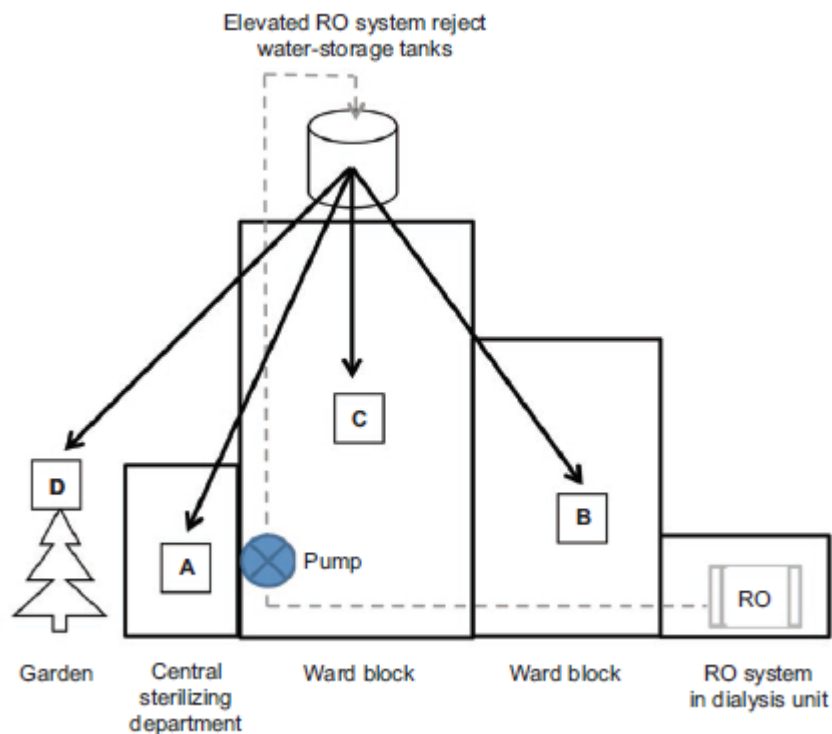 Elevated RO system reject
water-storage tanks
C
D
B
A
Pump
RO
Garden
Central
sterilizing
department
Ward block
Ward block
RO system
in dialysis unit